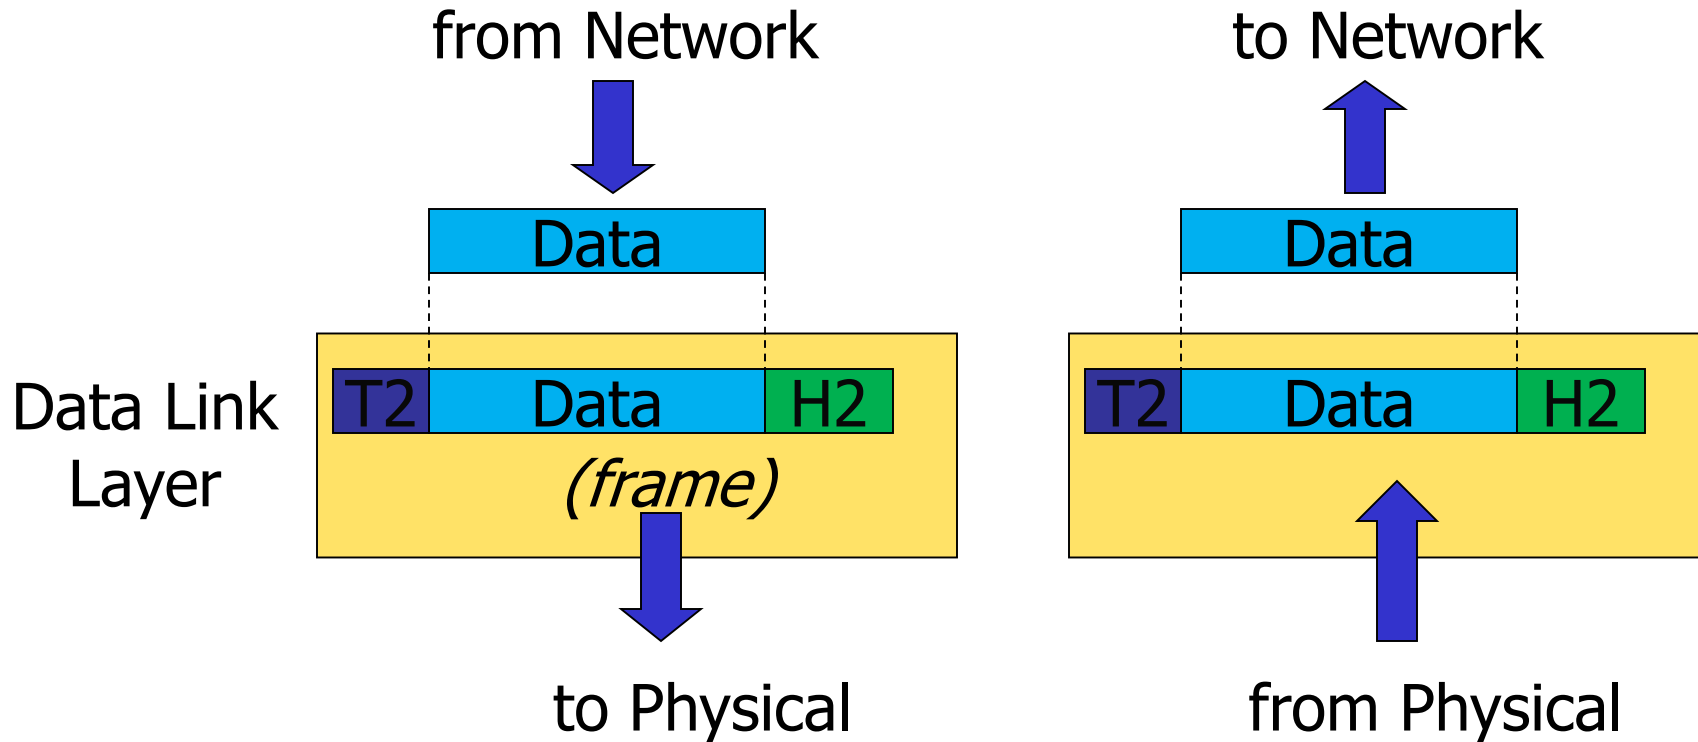 from Network
to Network
Data
Data
Data Link
Layer
T2 Data H2
(frame)
T2 Data H2
to Physical
from Physical